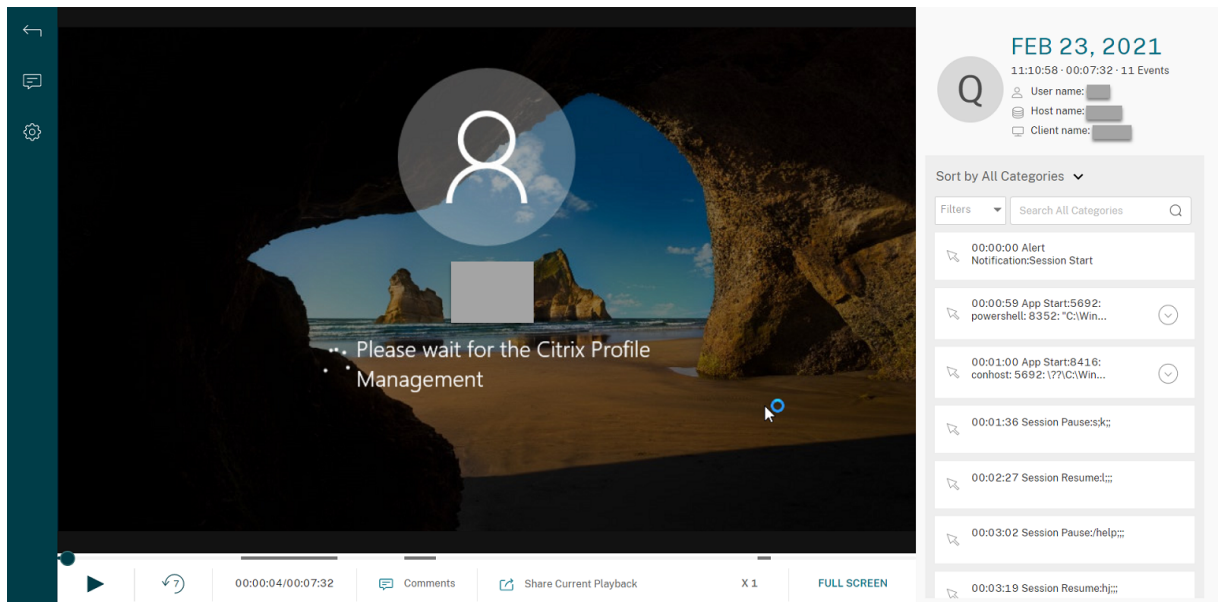 FEB 23, 2021
11:10:58 · 00:07:32 · 11 Events
Q
User name:
Host name:
Client name:
Sort by All Categories
Filters
Search All Categories
00:00:00 Alert
Notification:Session Start
00:00:59 App Start:5692:
powershell: 8352: "C:\Win...
00:01:00 App Start:8416:
conhost: 5692: \??\C:\Win...
00:01:36 Session Pause:s;k;;
00:02:27 Session Resume:l;;;
00:03:02 Session Pause:/help;;;
00:03:19 Session Resume:hj;;;
Please wait for the Citrix Profile
Management
7
00:00:04/00:07:32
Comments
Share Current Playback
X 1
FULL SCREEN